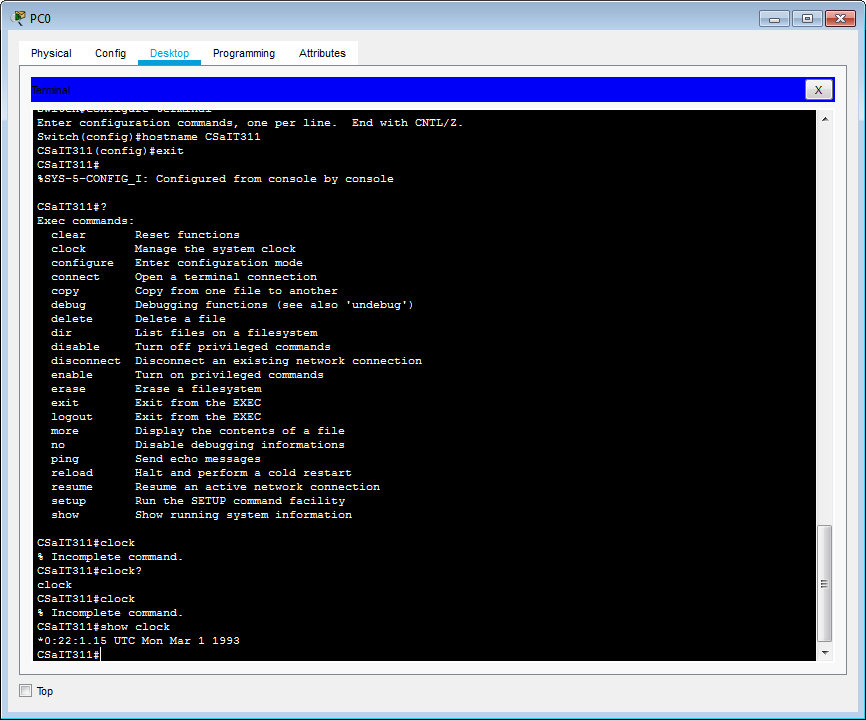 PC0
Physical Config Desktop Programming Attributes
Terminal
X
Switch#configure terminal
Enter configuration commands, one per line.  End with CNTL/Z.
Switch(config)#hostname CSaIT311
CSaIT311(config)#exit
CSaIT311#
%SYS-5-CONFIG_I: Configured from console by console
CSaIT311#?
Exec commands:
  clear       Reset functions
  clock       Manage the system clock
  configure   Enter configuration mode
  connect     Open a terminal connection
  copy        Copy from one file to another
  debug       Debugging functions (see also 'undebug')
  delete      Delete a file
  dir         List files on a filesystem
  disable     Turn off privileged commands
  disconnect  Disconnect an existing network connection
  enable      Turn on privileged commands
  erase       Erase a filesystem
  exit        Exit from the EXEC
  logout      Exit from the EXEC
  more        Display the contents of a file
  no          Disable debugging informations
  ping        Send echo messages
  reload      Halt and perform a cold restart
  resume      Resume an active network connection
  setup       Run the SETUP command facility
  show        Show running system information
CSaIT311#clock
% Incomplete command.
CSaIT311#clock?
clock
CSaIT311#clock
% Incomplete command.
CSaIT311#show clock
*0:22:1.15 UTC Mon Mar 1 1993
CSaIT311#
Top